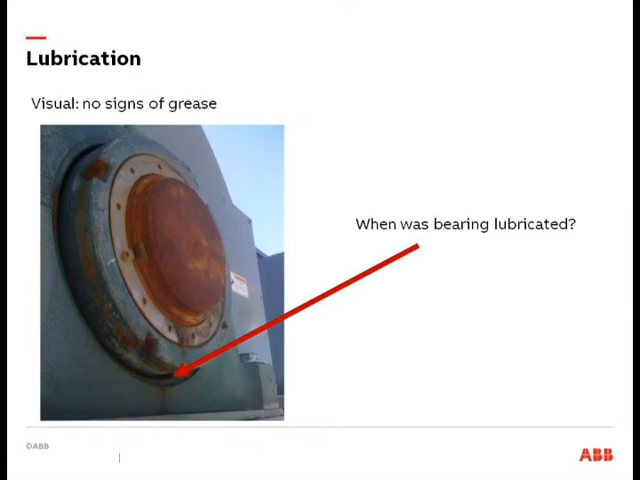 Lubrication
Visual: no signs of grease
When was bearing lubricated?
©ABB
ABB